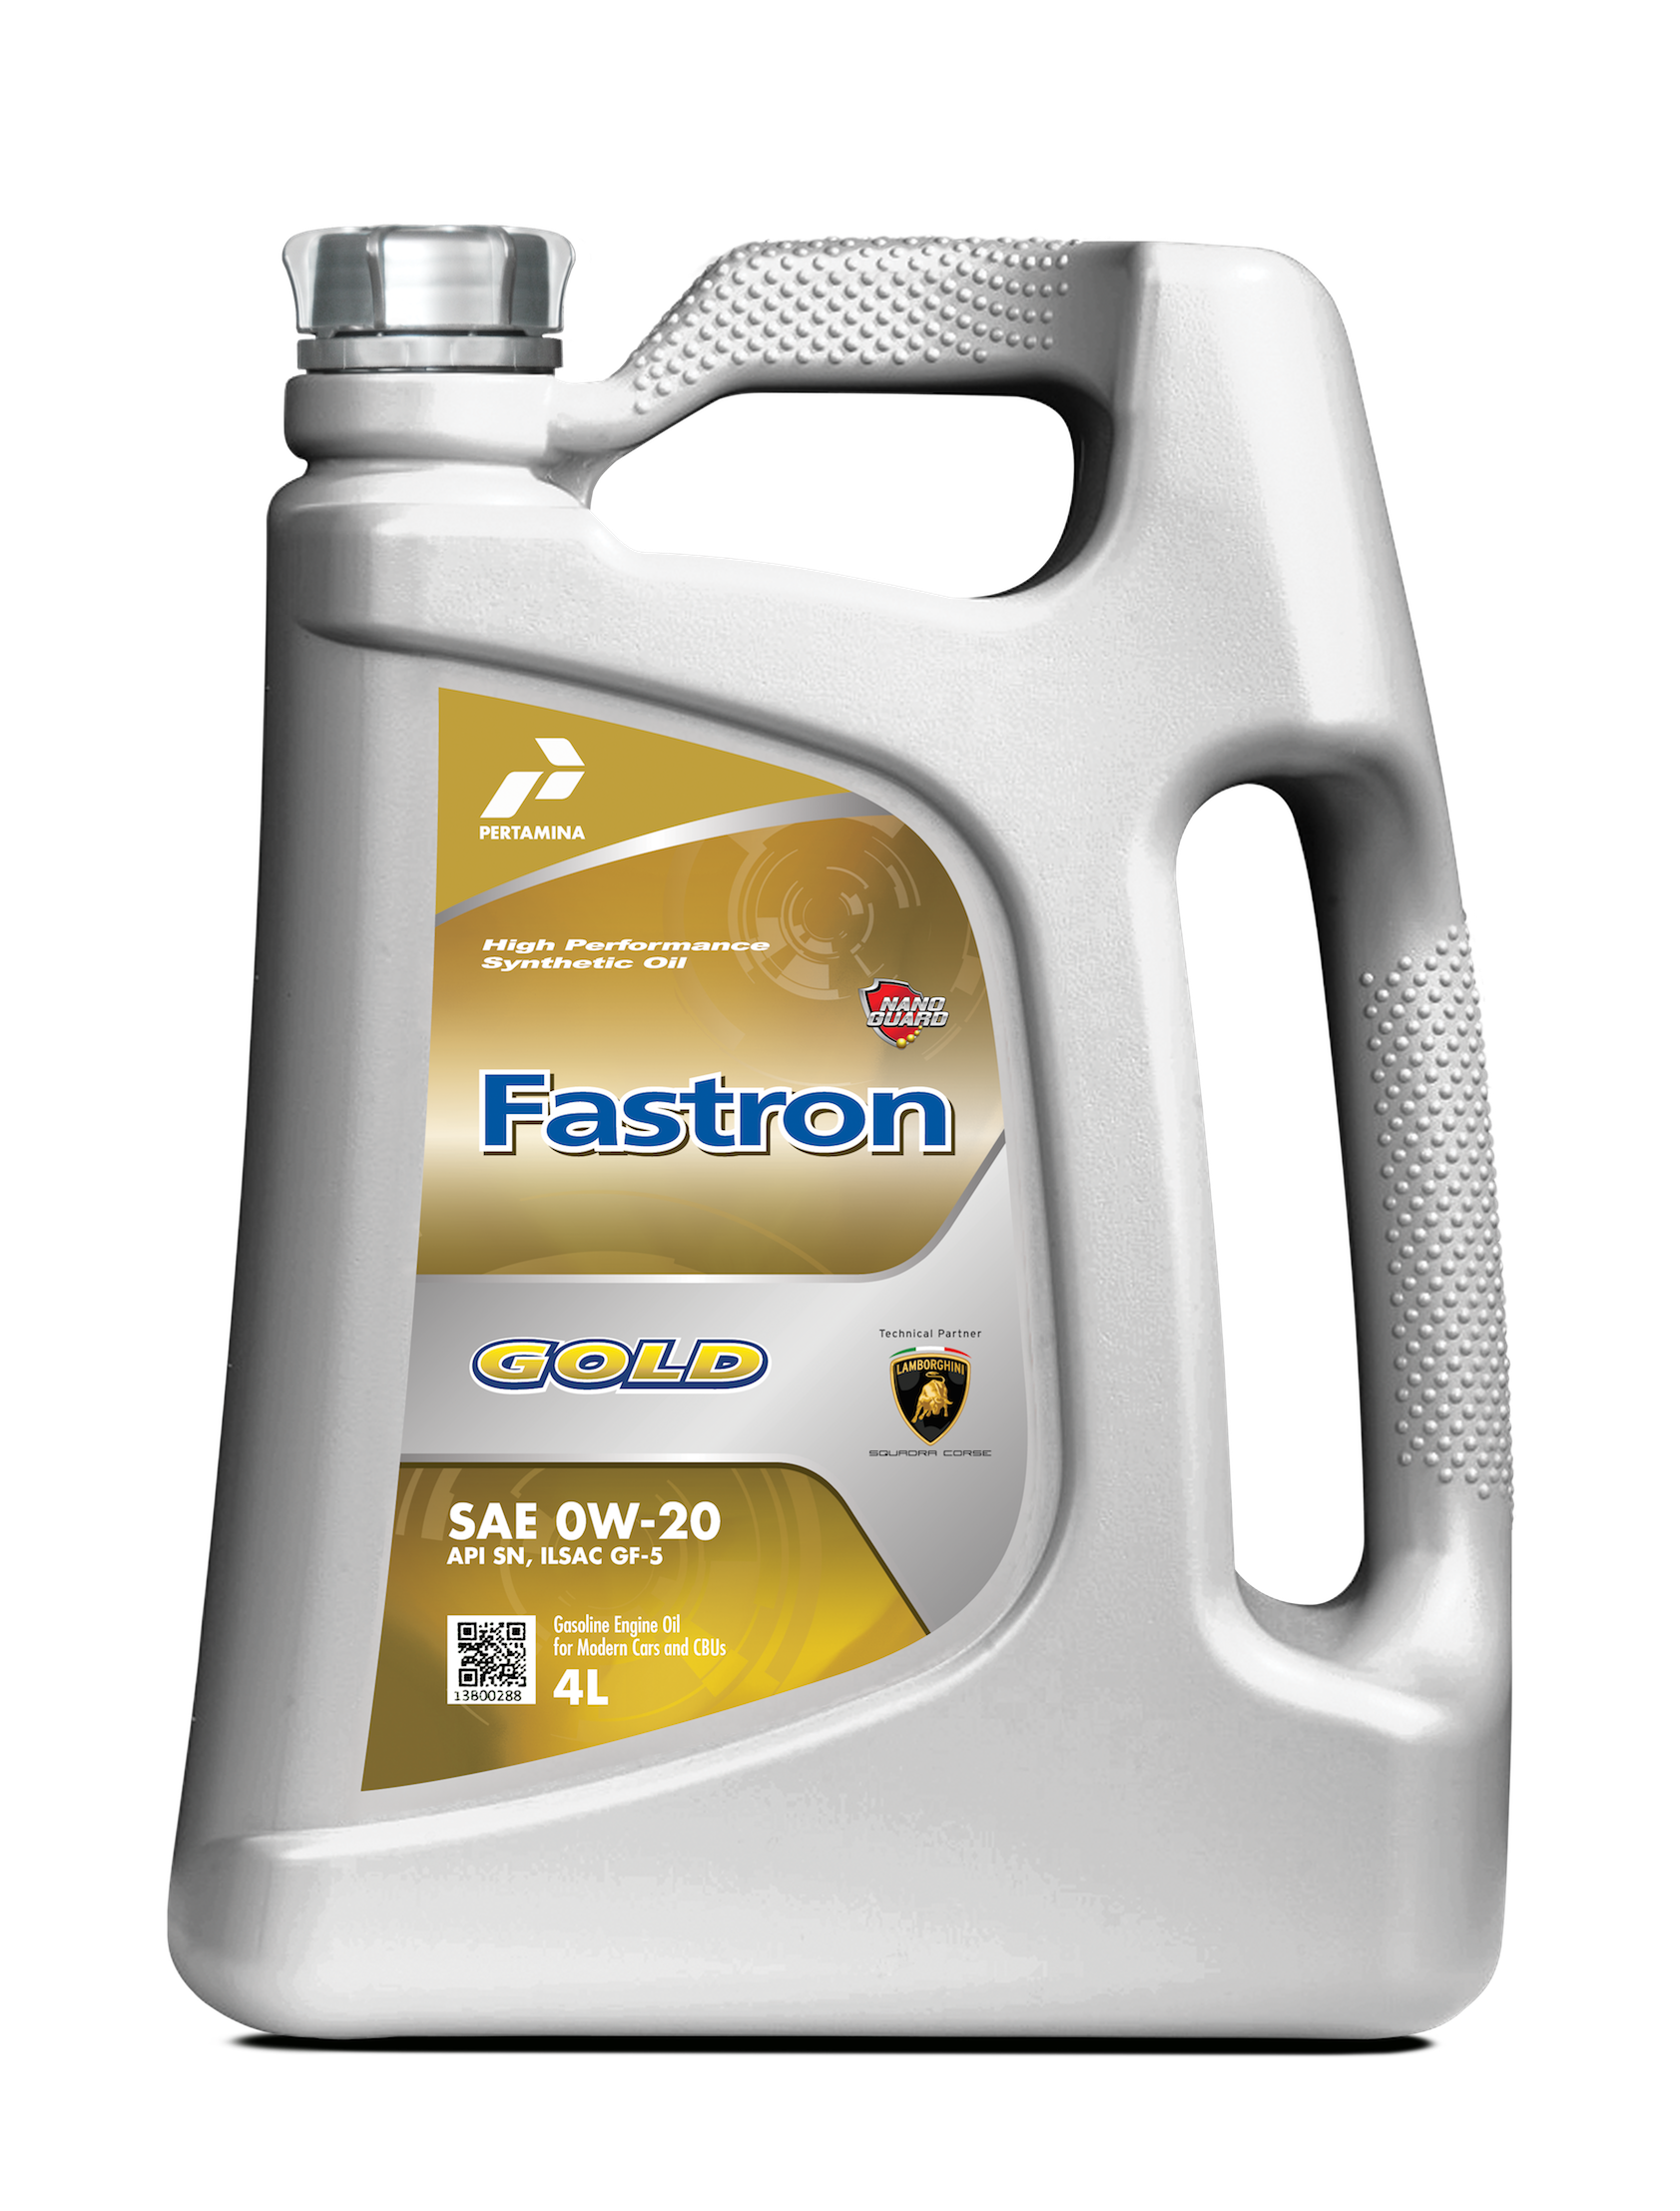 PERTAMINA
High Performance
Synthetic Oil
NANO
GUARD
Fastron
GOLD
Technical Partner
LAMBORGHINI
SQUADRA CORSE
SAE 0W-20
API SN, ILSAC GF-5
Gasoline Engine Oil
for Modern Cars and CBUs
4L
13B00288